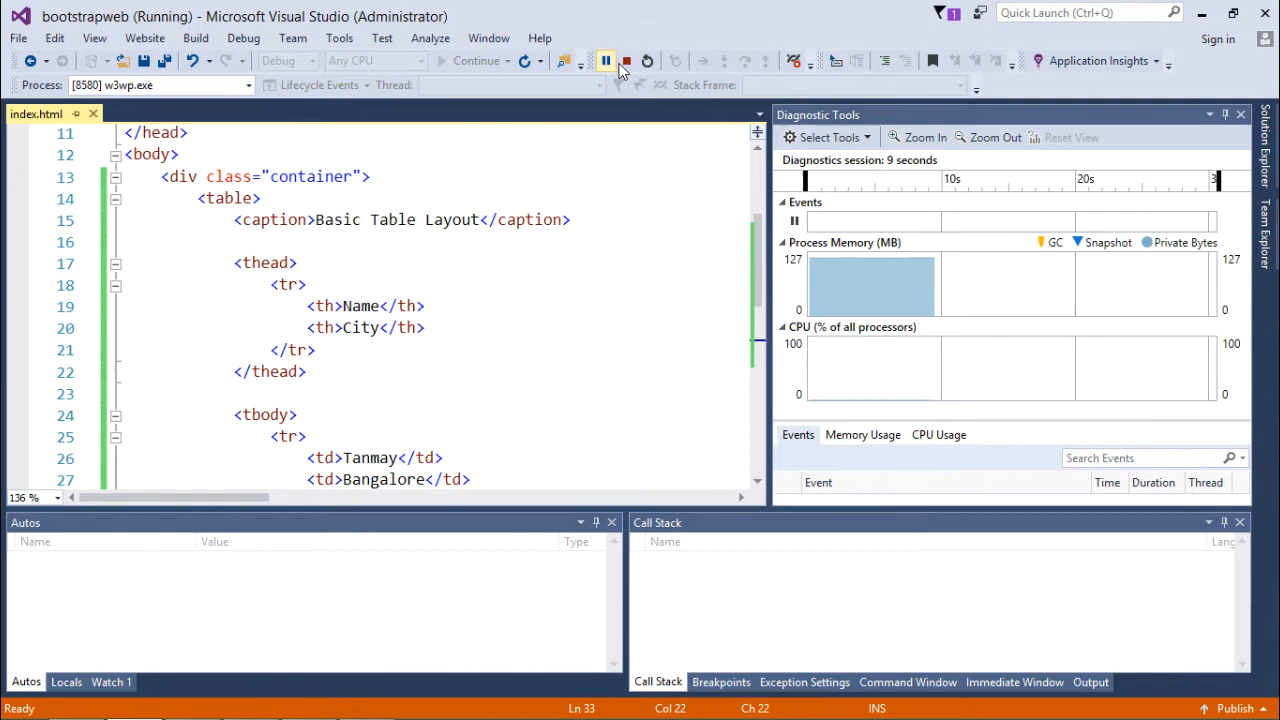 bootstrapweb (Running) - Microsoft Visual Studio (Administrator)
1
Quick Launch (Ctrl+Q)
File Edit View Website Build Debug Team Tools Test Analyze Window Help
Sign in
Debug Any CPU Continue Application Insights
Process: [8580] w3wp.exe Lifecycle Events Thread: Stack Frame:
index.html
11 </head>
12 <body>
13 <div class="container">
14 <table>
15 <caption>Basic Table Layout</caption>
16
17 <thead>
18 <tr>
19 <th>Name</th>
20 <th>City</th>
21 </tr>
22 </thead>
23
24 <tbody>
25 <tr>
26 <td>Tanmay</td>
27 <td>Bangalore</td>
136 %
Diagnostic Tools
Select Tools Zoom In Zoom Out Reset View
Diagnostics session: 9 seconds
10s 20s 3
Events
Process Memory (MB) GC Snapshot Private Bytes
127 127
0 0
CPU (% of all processors)
100 100
0 0
Events Memory Usage CPU Usage
Search Events
Event Time Duration Thread
Solution Explorer
Team Explorer
Autos
Name Value Type
Autos Locals Watch 1
Call Stack
Name Lang
Call Stack Breakpoints Exception Settings Command Window Immediate Window Output
Ready Ln 33 Col 22 Ch 22 INS Publish